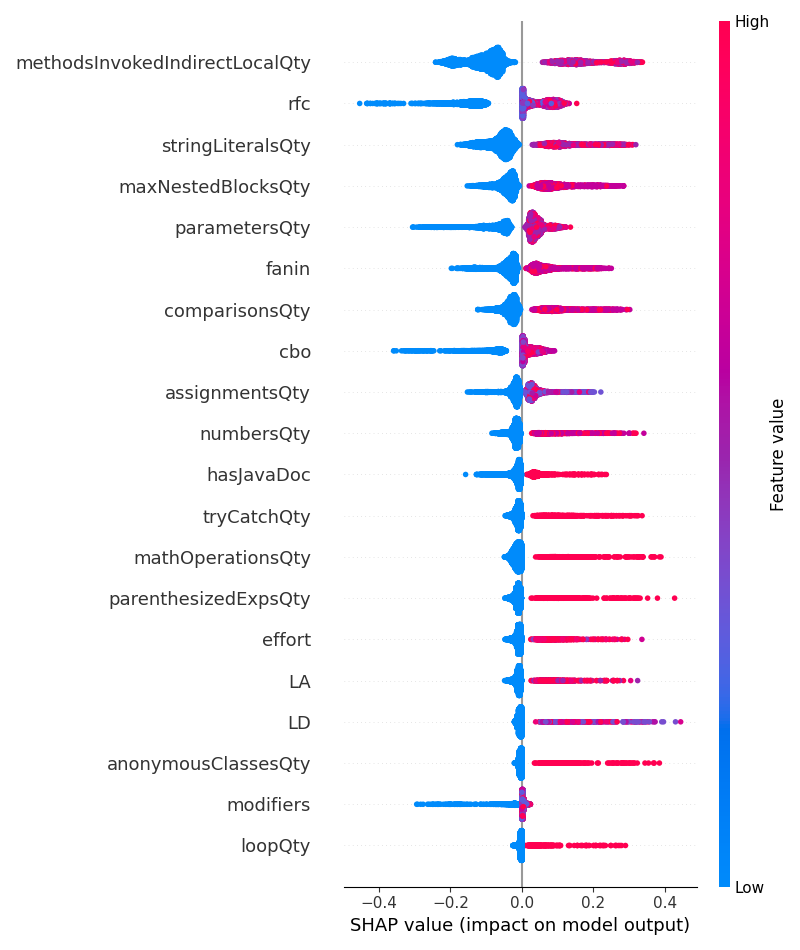 High
methodsInvokedIndirectLocalQty
rfc
stringLiteralsQty
maxNestedBlocksQty
parametersQty
fanin
comparisonsQty
cbo
assignmentsQty
numbersQty
hasJavaDoc
tryCatchQty
mathOperationsQty
parenthesizedExpsQty
effort
LA
LD
anonymousClassesQty
modifiers
loopQty
Feature value
Low
−0.4 −0.2 0.0 0.2 0.4
SHAP value (impact on model output)